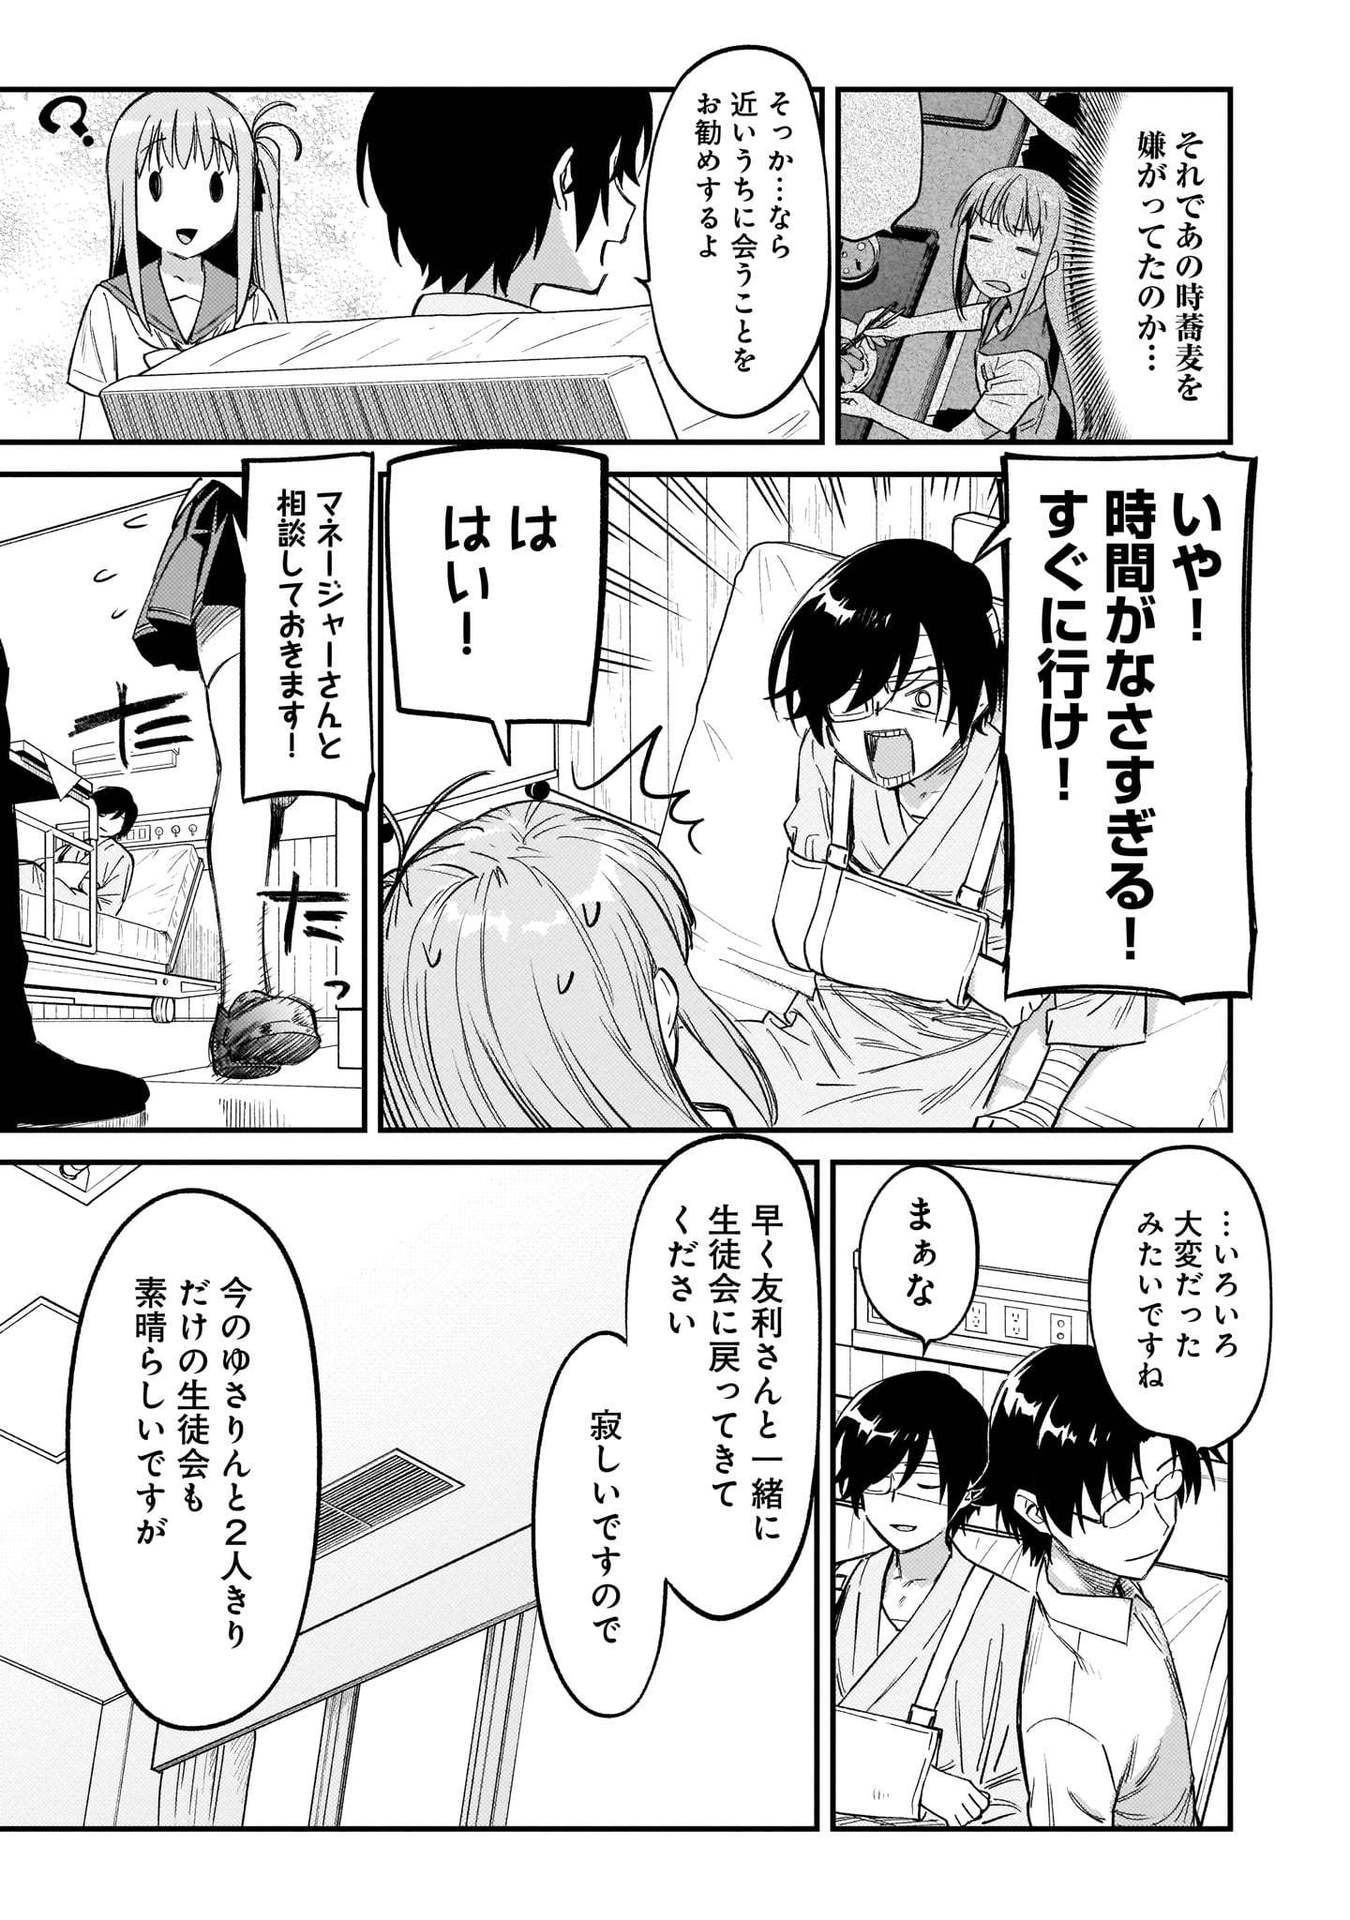 それであの時蕎麦を
嫌がってたのか…
そっか…なら
近いうちに会うことを
お勧めするよ
?
いや!
時間がなさすぎる!
すぐに行け!
は
はい!
マネージャーさんと
相談しておきます!
たたっ
…いろいろ
大変だった
みたいですね
まぁな
早く友利さんと一緒に
生徒会に戻ってきて
ください
寂しいですので
今のゆさりんと2人きり
だけの生徒会も
素晴らしいですが